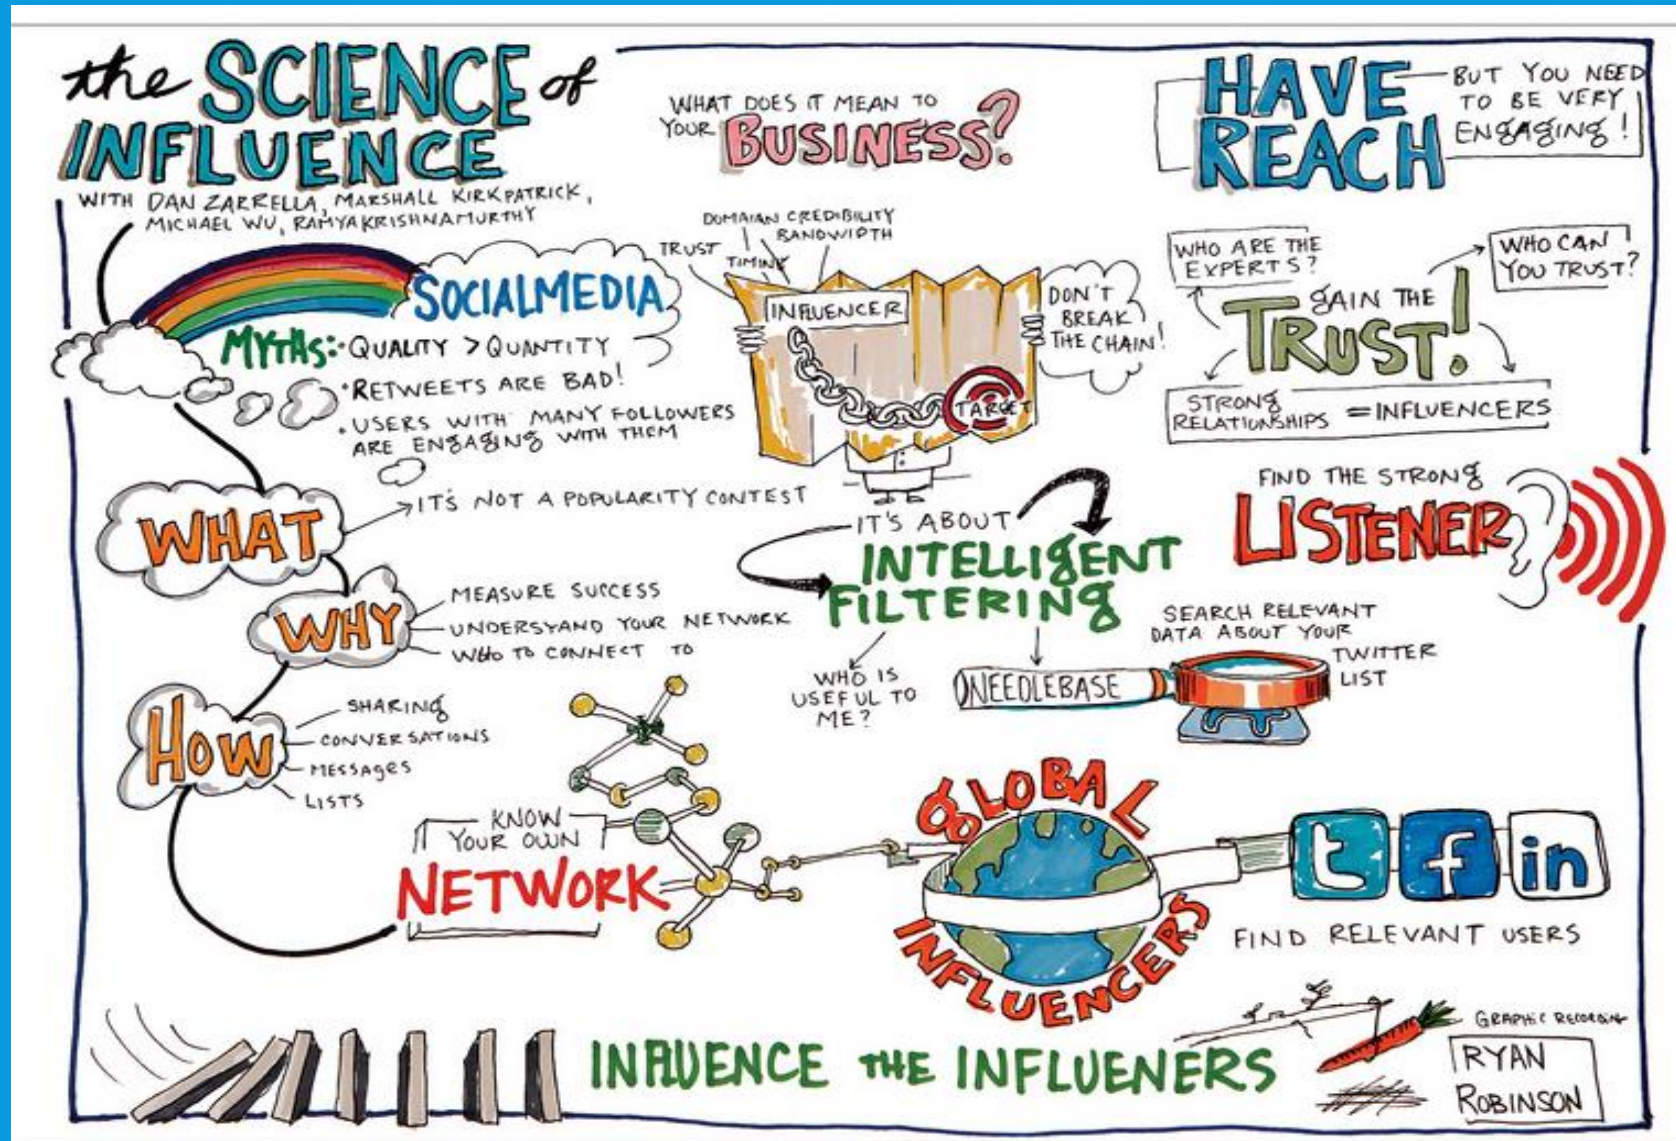 the SCIENCE of
INFLUENCE
WITH DAN ZARRELLA, MARSHALL KIRKPATRICK,
MICHAEL WU, RAMYA KRISHNAMURTHY
WHAT DOES IT MEAN TO
YOUR BUSINESS?
HAVE
REACH
BUT YOU NEED
TO BE VERY
ENGAGING!
SOCIALMEDIA
MYTHS:
• QUALITY > QUANTITY
• RETWEETS ARE BAD!
• USERS WITH MANY FOLLOWERS
ARE ENGAGING WITH THEM
DOMAIAN CREDIBILITY
TRUST
TIMING
BANDWIDTH
INFLUENCER
TARGET
DON'T
BREAK
THE CHAIN!
WHO ARE THE
EXPERTS?
WHO CAN
YOU TRUST?
GAIN THE
TRUST!
STRONG
RELATIONSHIPS = INFLUENCERS
WHAT
IT'S NOT A POPULARITY CONTEST
WHY
MEASURE SUCCESS
UNDERSYAND YOUR NETWORK
WHO TO CONNECT TO
HOW
SHARING
CONVERSATIONS
MESSAGES
LISTS
IT'S ABOUT
INTELLIGENT
FILTERING
WHO IS
USEFUL TO
ME?
NEEDLEBASE
SEARCH RELEVANT
DATA ABOUT YOUR
TWITTER
LIST
FIND THE STRONG
LISTENER
KNOW
YOUR OWN
NETWORK
GLOBAL
INFLUENCERS
t f in
FIND RELEVANT USERS
INFLUENCE THE INFLUENERS
GRAPHIC RECORDING
RYAN
ROBINSON